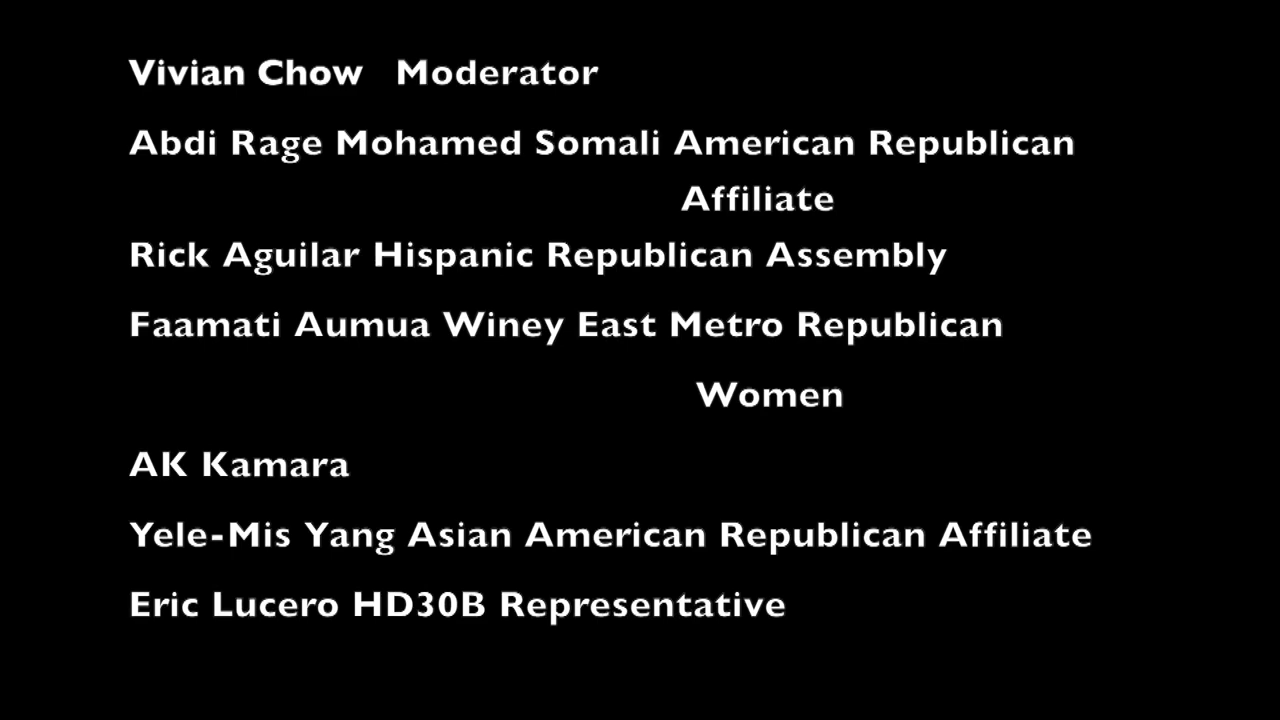 Vivian Chow Moderator
Abdi Rage Mohamed Somali American Republican
Affiliate
Rick Aguilar Hispanic Republican Assembly
Faamati Aumua Winey East Metro Republican
Women
AK Kamara
Yele-Mis Yang Asian American Republican Affiliate
Eric Lucero HD30B Representative